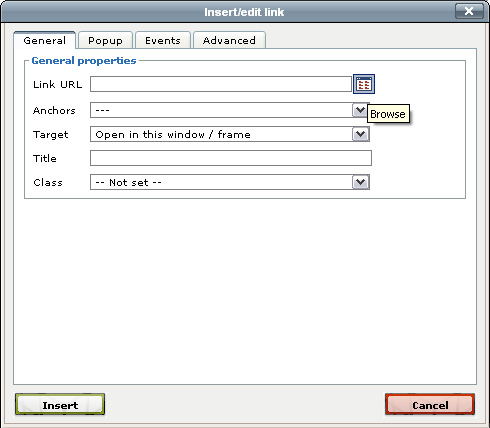 Insert/edit link
General Popup Events Advanced
General properties
Link URL
Anchors ---
Browse
Target Open in this window / frame
Title
Class -- Not set --
Insert Cancel